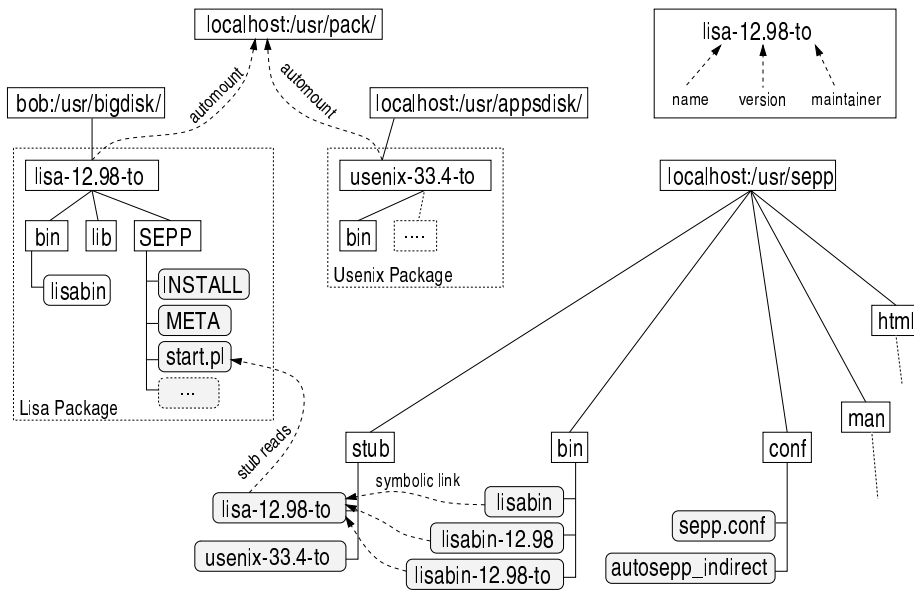 localhost:/usr/pack/
lisa-12.98-to
name
version
maintainer
automount
automount
bob:/usr/bigdisk/
localhost:/usr/appsdisk/
lisa-12.98-to
usenix-33.4-to
localhost:/usr/sepp
bin
lib
SEPP
bin
....
lisabin
INSTALL
META
start.pl
...
Lisa Package
Usenix Package
html
man
stub reads
stub
bin
conf
symbolic link
lisa-12.98-to
usenix-33.4-to
lisabin
lisabin-12.98
lisabin-12.98-to
sepp.conf
autosepp_indirect